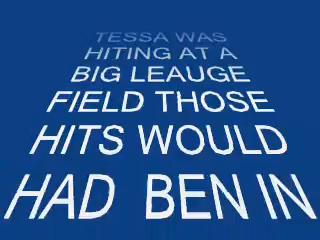 TESSA WAS
HITING AT A
BIG LEAUGE
FIELD THOSE
HITS WOULD
HAD BEN IN